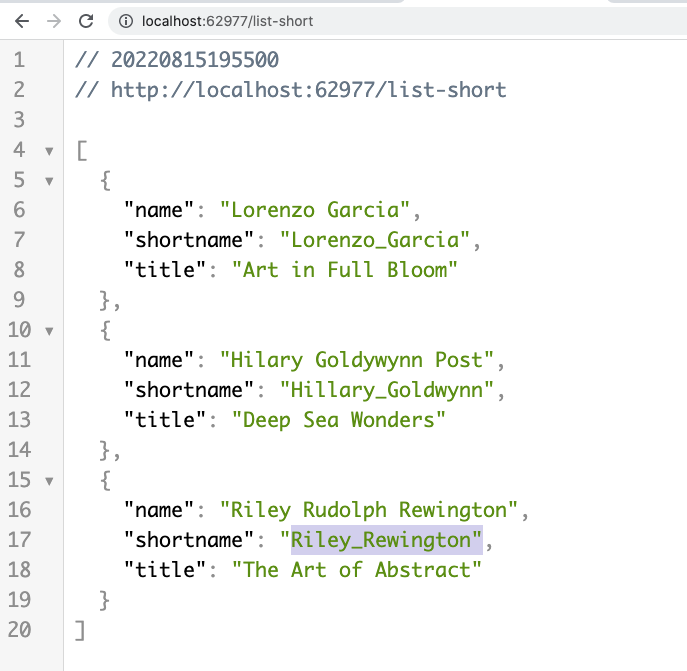 localhost:62977/list-short
1 // 20220815195500
2 // http://localhost:62977/list-short
3
4 [
5 {
6 "name": "Lorenzo Garcia",
7 "shortname": "Lorenzo_Garcia",
8 "title": "Art in Full Bloom"
9 },
10 {
11 "name": "Hilary Goldywynn Post",
12 "shortname": "Hillary_Goldwynn",
13 "title": "Deep Sea Wonders"
14 },
15 {
16 "name": "Riley Rudolph Rewington",
17 "shortname": "Riley_Rewington",
18 "title": "The Art of Abstract"
19 }
20 ]